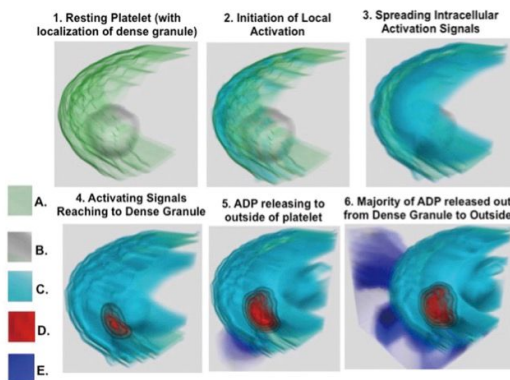 1. Resting Platelet (with
localization of dense granule)
2. Initiation of Local
Activation
3. Spreading Intracellular
Activation Signals
4. Activating Signals
Reaching to Dense Granule
5. ADP releasing to
outside of platelet
6. Majority of ADP released out
from Dense Granule to Outside
A.
B.
C.
D.
E.